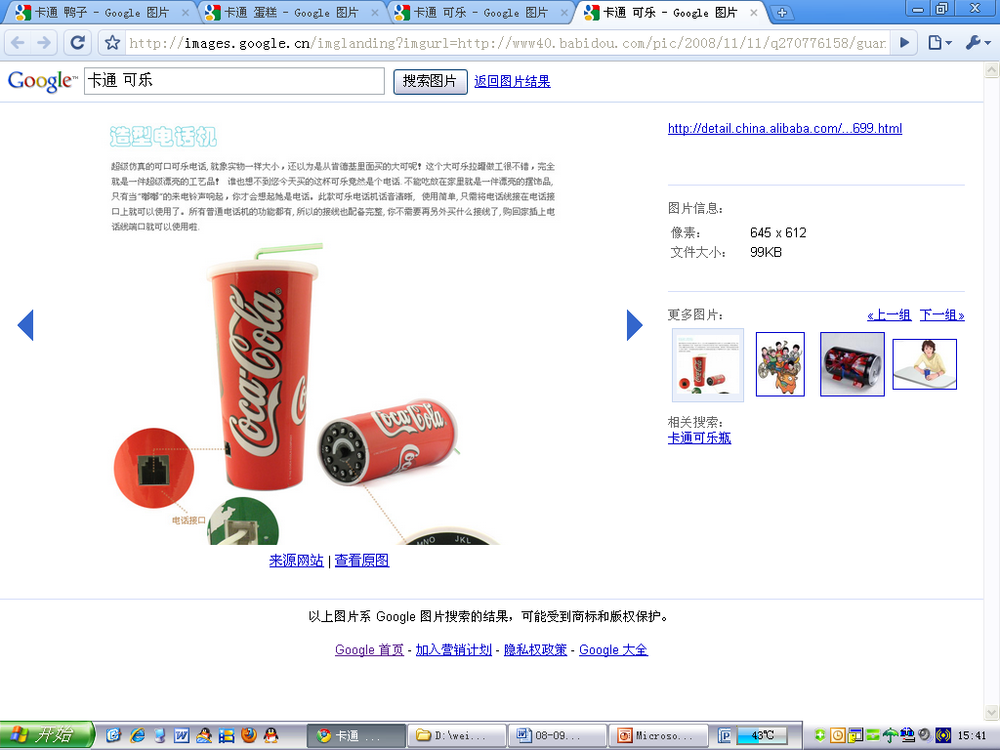 卡通 鸭子 - Google 图片
卡通 蛋糕 - Google 图片
卡通 可乐 - Google 图片
卡通 可乐 - Google 图片
http://images.google.cn/imglanding?imgurl=http://www40.babidou.com/pic/2008/11/11/q270776158/guan
Google™
卡通 可乐
搜索图片
返回图片结果
造型电话机
超级仿真的可口可乐电话, 就象实物一样大小, 还以为是从肯德基里面买的大可呢! 这个大可乐拉罐做工很不错, 完全
就是一件超级漂亮的工艺品! 谁也想不到您今天买的这杯可乐竟然是个电话. 不能吃放在家里就是一件漂亮的摆饰品,
只有当"嘟嘟"的来电铃声响起, 你才会想起她是电话。此款可乐电话机话音清晰, 使用简单, 只需将电话线接在电话接
口上就可以使用了。所有普通电话机的功能都有, 所以的接线也配备完整, 你不需要再另外买什么接线了, 购回家插上电
话线端口就可以使用啦.
Coca-Cola
Coca-Cola
电话接口
MNO
JKL
来源网站 | 查看原图
http://detail.china.alibaba.com/...699.html
图片信息:
像素: 645 x 612
文件大小: 99KB
更多图片:
«上一组 下一组»
相关搜索:
卡通可乐瓶
以上图片系 Google 图片搜索的结果，可能受到商标和版权保护。
Google 首页 - 加入营销计划 - 隐私权政策 - Google 大全
开始
卡通 ...
D:\wei...
08-09...
Microso...
43℃
15:41